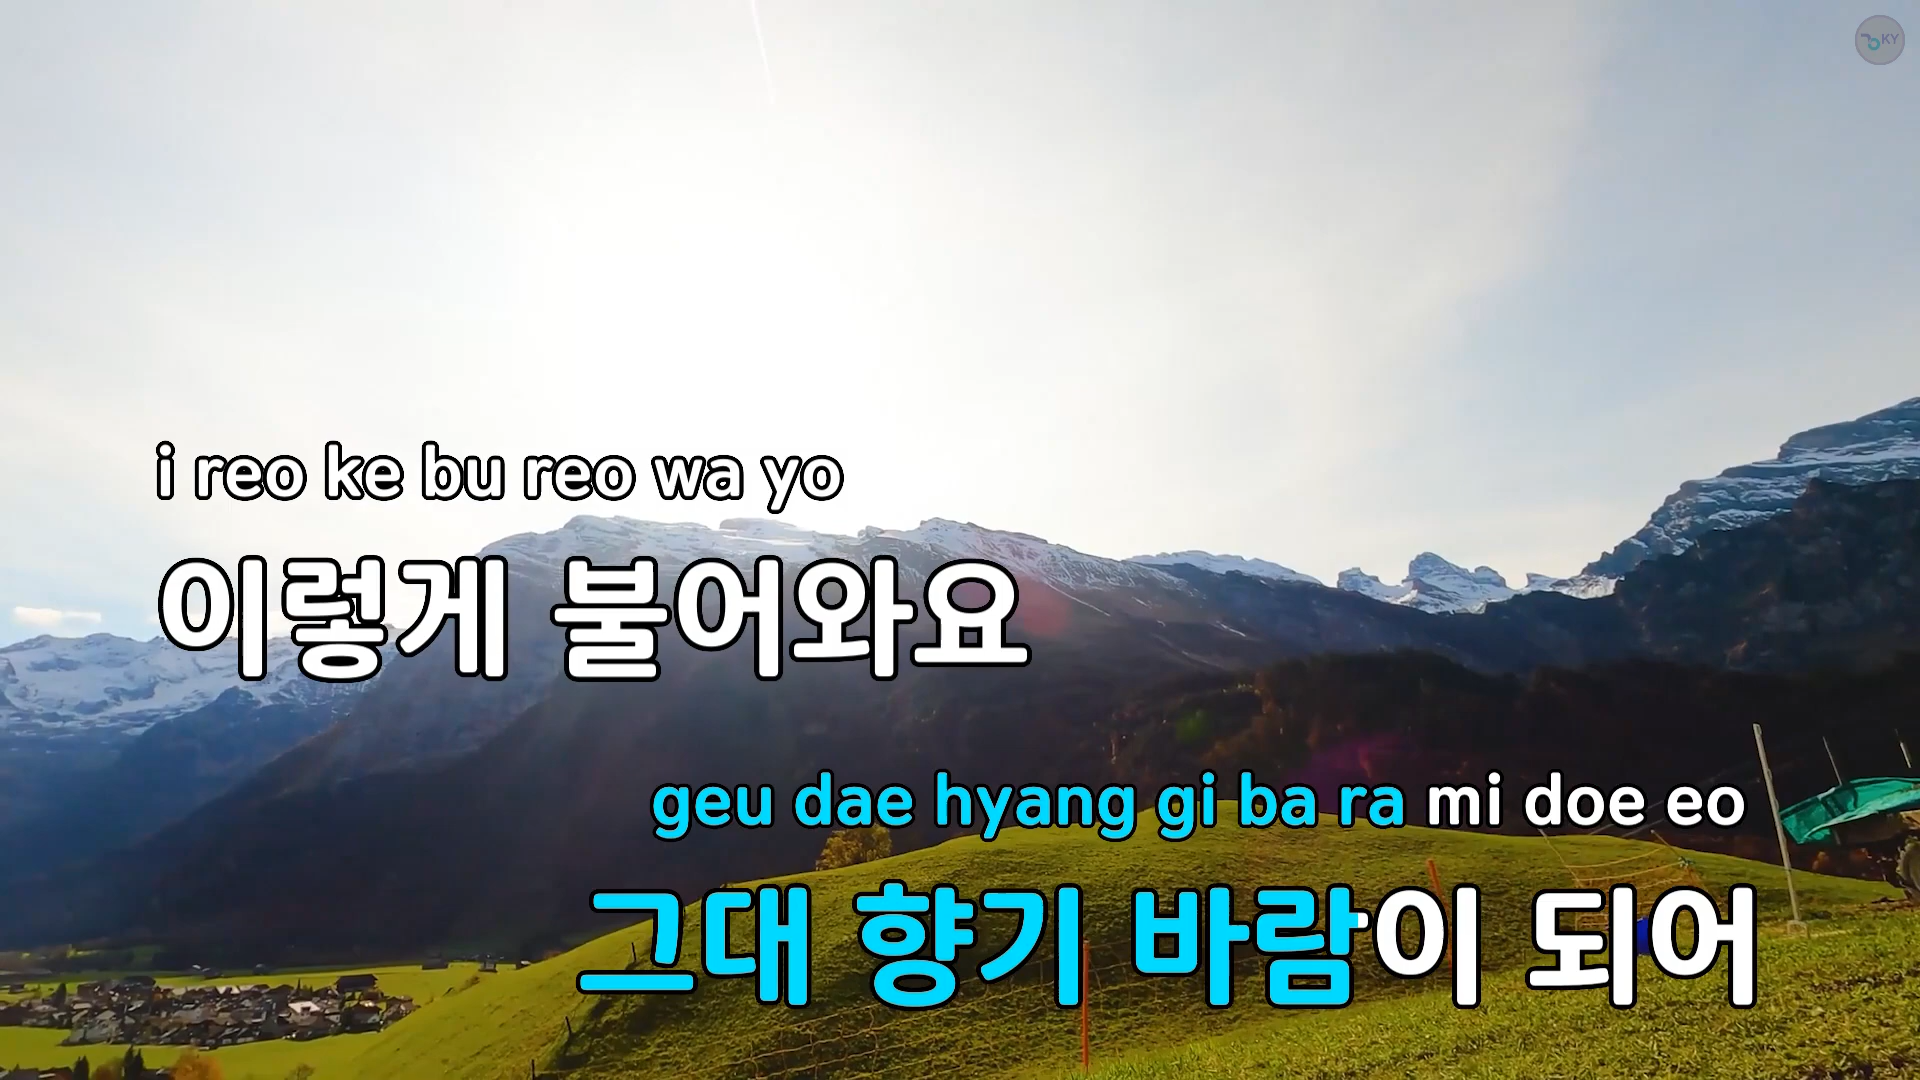 KY
i reo ke bu reo wa yo
이렇게 불어와요
geu dae hyang gi ba ra mi doe eo
그대 향기 바람이 되어